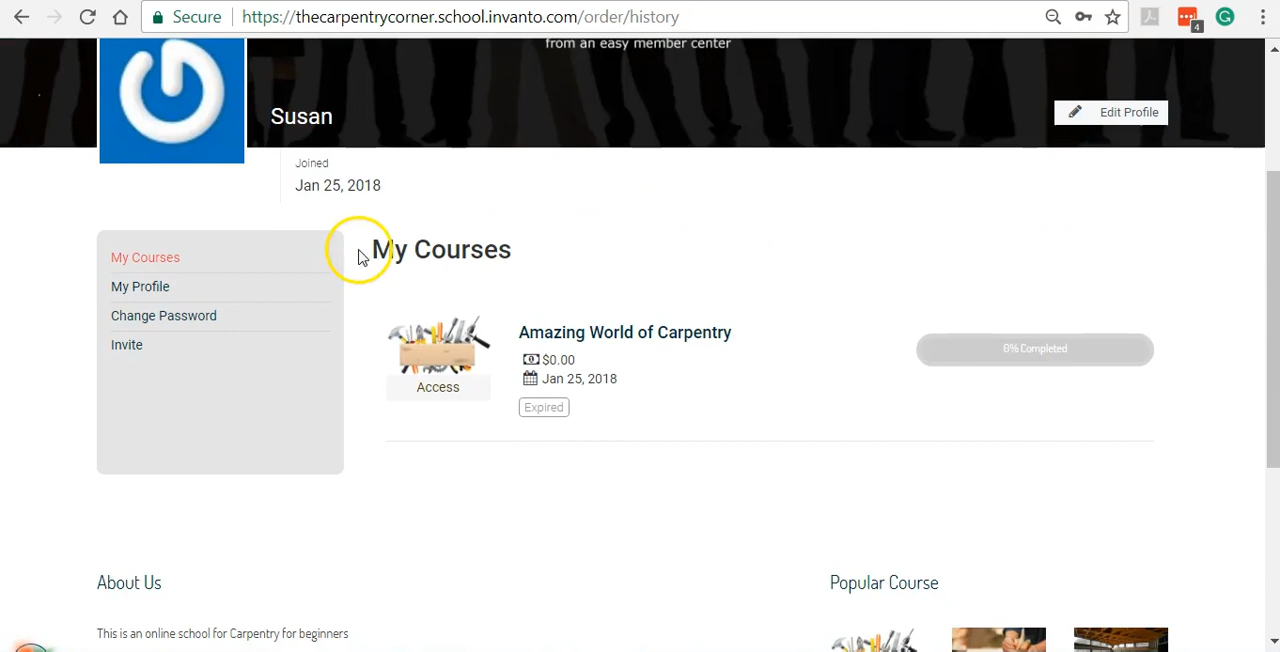 Secure
https://thecarpentrycorner.school.invanto.com/order/history
4
from an easy member center
Susan
Edit Profile
Joined
Jan 25, 2018
My Courses
My Profile
Change Password
Invite
My Courses
Access
Amazing World of Carpentry
$0.00
Jan 25, 2018
Expired
0% Completed
About Us
This is an online school for Carpentry for beginners
Popular Course